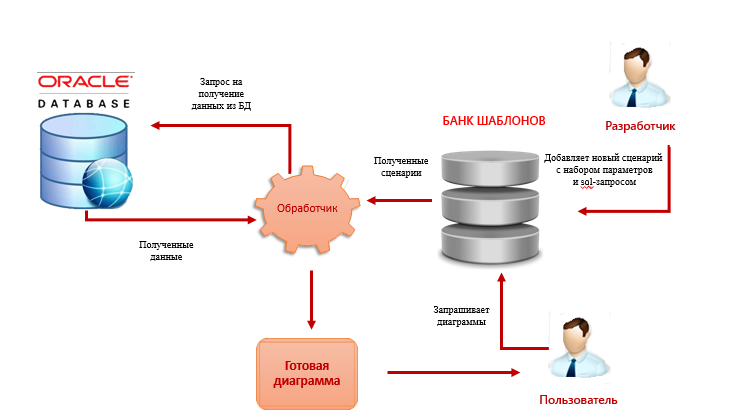 ORACLE
DATABASE
Запрос на
получение
данных из БД
БАНК ШАБЛОНОВ
Разработчик
Полученные
сценарии
Добавляет новый сценарий
с набором параметров
и sql-запросом
Обработчик
Полученные
данные
Запрашивает
диаграммы
Готовая
диаграмма
Пользователь